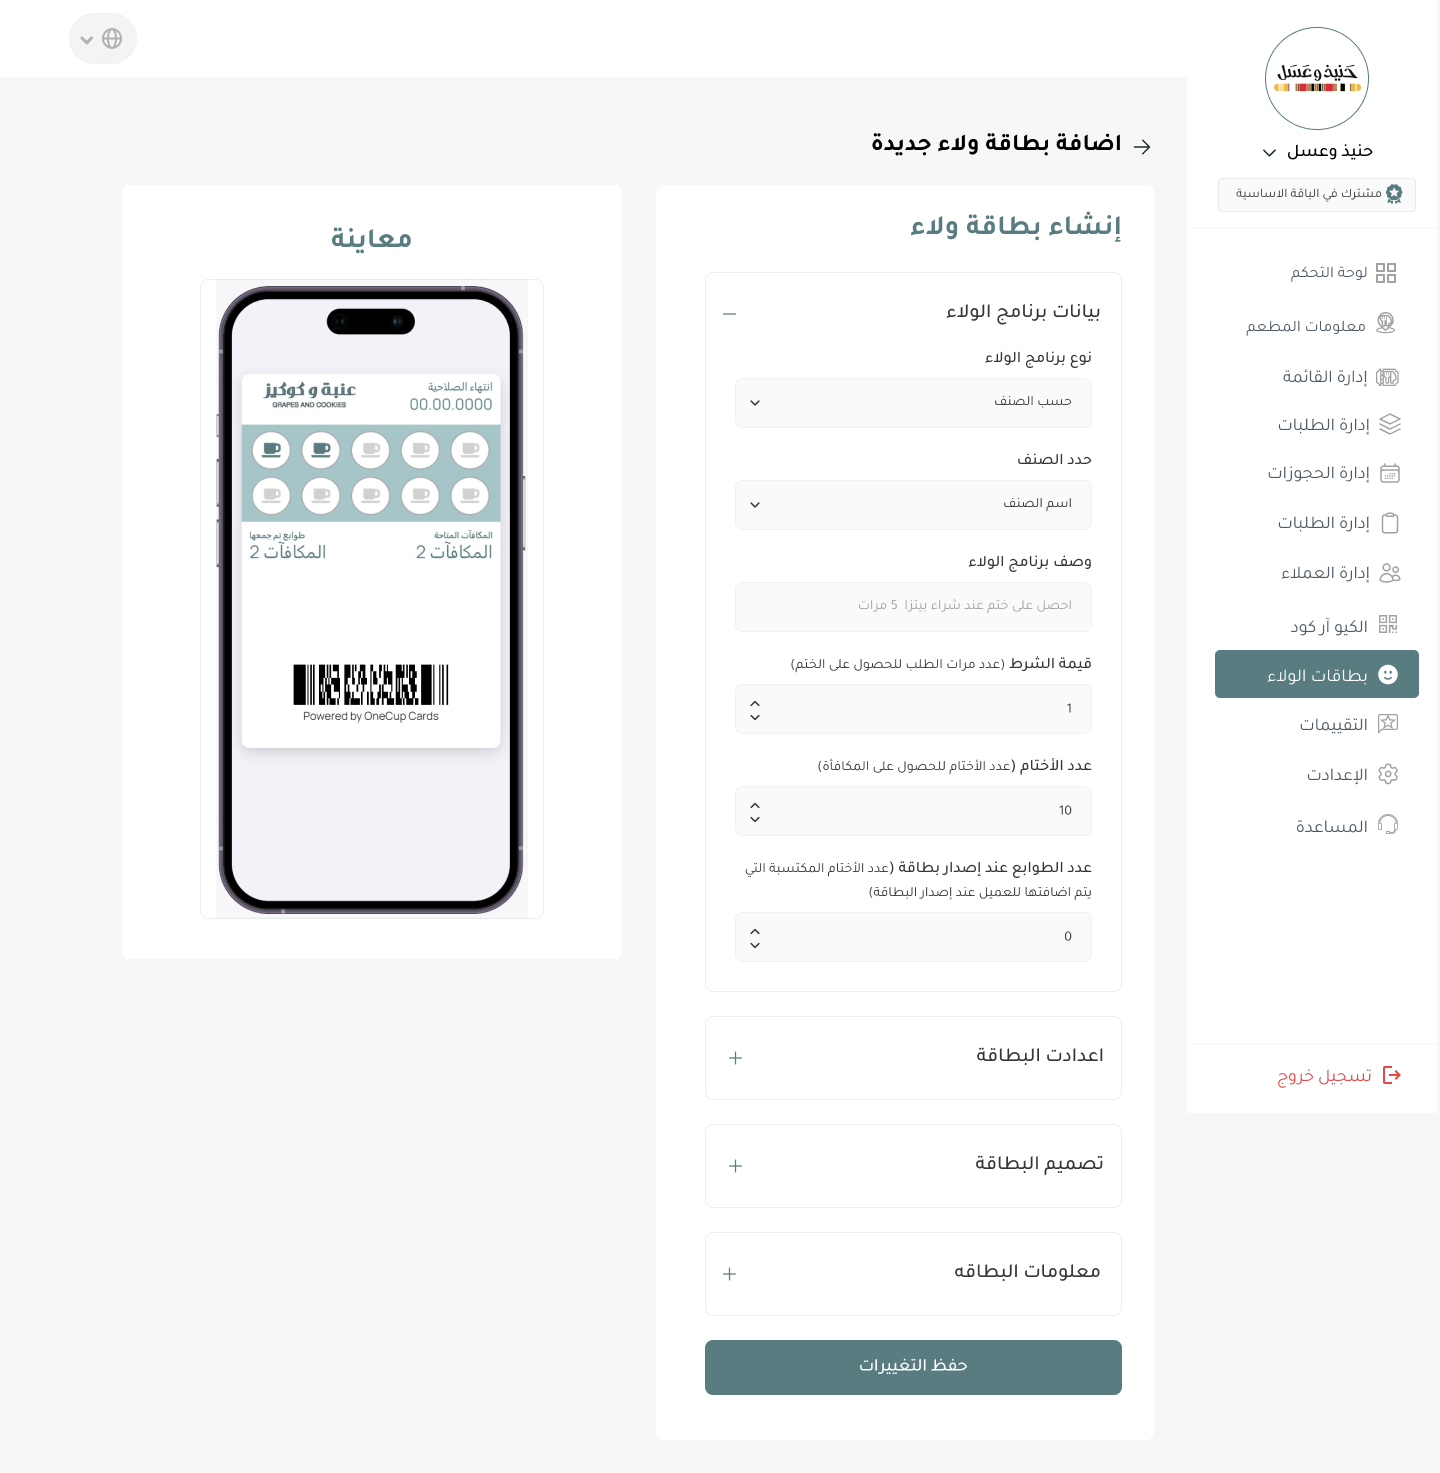 حنيذ وعسل
حنيذ وعسل
مشترك في الباقة الاساسية
لوحة التحكم
معلومات المطعم
إدارة القائمة
إدارة الطلبات
إدارة الحجوزات
إدارة الطلبات
إدارة العملاء
الكيو آر كود
بطاقات الولاء
التقييمات
الإعدادت
المساعدة
تسجيل خروج
اضافة بطاقة ولاء جديدة
إنشاء بطاقة ولاء
بيانات برنامج الولاء
نوع برنامج الولاء
حسب الصنف
حدد الصنف
اسم الصنف
وصف برنامج الولاء
احصل على ختم عند شراء بيتزا 5 مرات
قيمة الشرط (عدد مرات الطلب للحصول على الختم)
1
عدد الأختام (عدد الأختام للحصول على المكافأة)
10
عدد الطوابع عند إصدار بطاقة (عدد الأختام المكتسبة التي
يتم اضافتها للعميل عند إصدار البطاقة)
0
اعدادت البطاقة
تصميم البطاقة
معلومات البطاقه
حفظ التغييرات
معاينة
انتهاء الصلاحية
00.00.0000
عنبة و كوكيز
GRAPES AND COOKIES
المكافآت المتاحة
المكافآت 2
طوابع تم جمعها
المكافآت 2
Powered by OneCup Cards